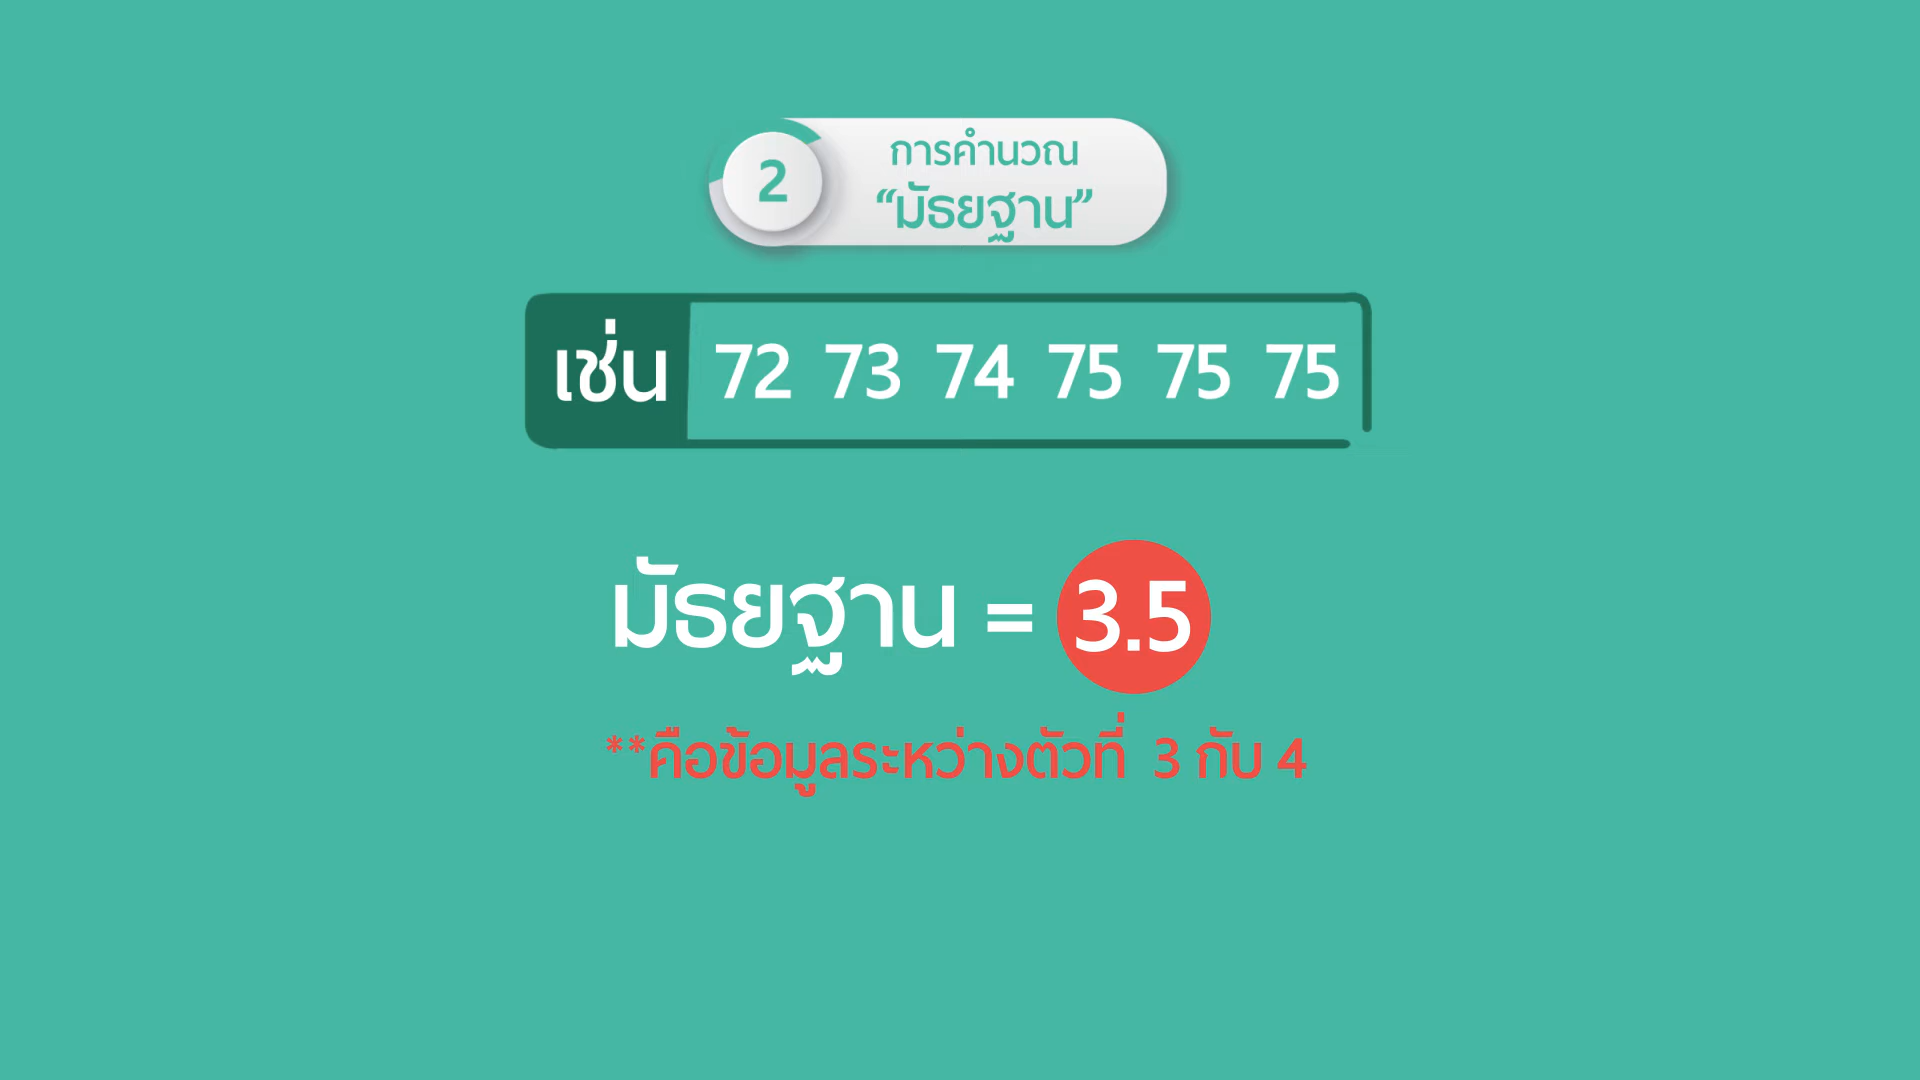 2
การคำนวณ
“มัธยฐาน”
เช่น 72 73 74 75 75 75
มัธยฐาน = 3.5
**คือข้อมูลระหว่างตัวที่ 3 กับ 4